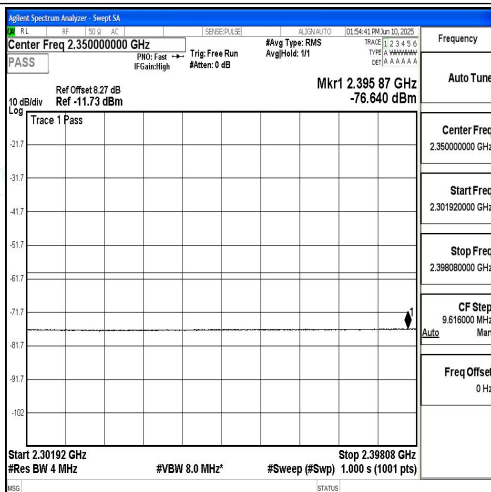 Agilent Spectrum Analyzer - Swept SA
RL RF 50 Ω AC SENSE:PULSE ALIGNAUTO 01:54:41 PM Jun 10, 2025
Center Freq 2.350000000 GHz
PASS
PNO: Fast
IFGain:High
Trig: Free Run
#Atten: 0 dB
#Avg Type: RMS
Avg|Hold: 1/1
TRACE 1 2 3 4 5 6
TYPE A WWWWW
DET A A A A A A
Ref Offset 8.27 dB
10 dB/div Ref -11.73 dBm
Log
Mkr1 2.395 87 GHz
-76.640 dBm
Trace 1 Pass
-21.7
-31.7
-41.7
-51.7
-61.7
-71.7
-81.7
-91.7
-102
1
Start 2.30192 GHz
Stop 2.39808 GHz
#Res BW 4 MHz
#VBW 8.0 MHz*
#Sweep (#Swp) 1.000 s (1001 pts)
MSG
STATUS
Frequency
Auto Tune
Center Freq
2.350000000 GHz
Start Freq
2.301920000 GHz
Stop Freq
2.398080000 GHz
CF Step
9.616000 MHz
Auto Man
Freq Offset
0 Hz